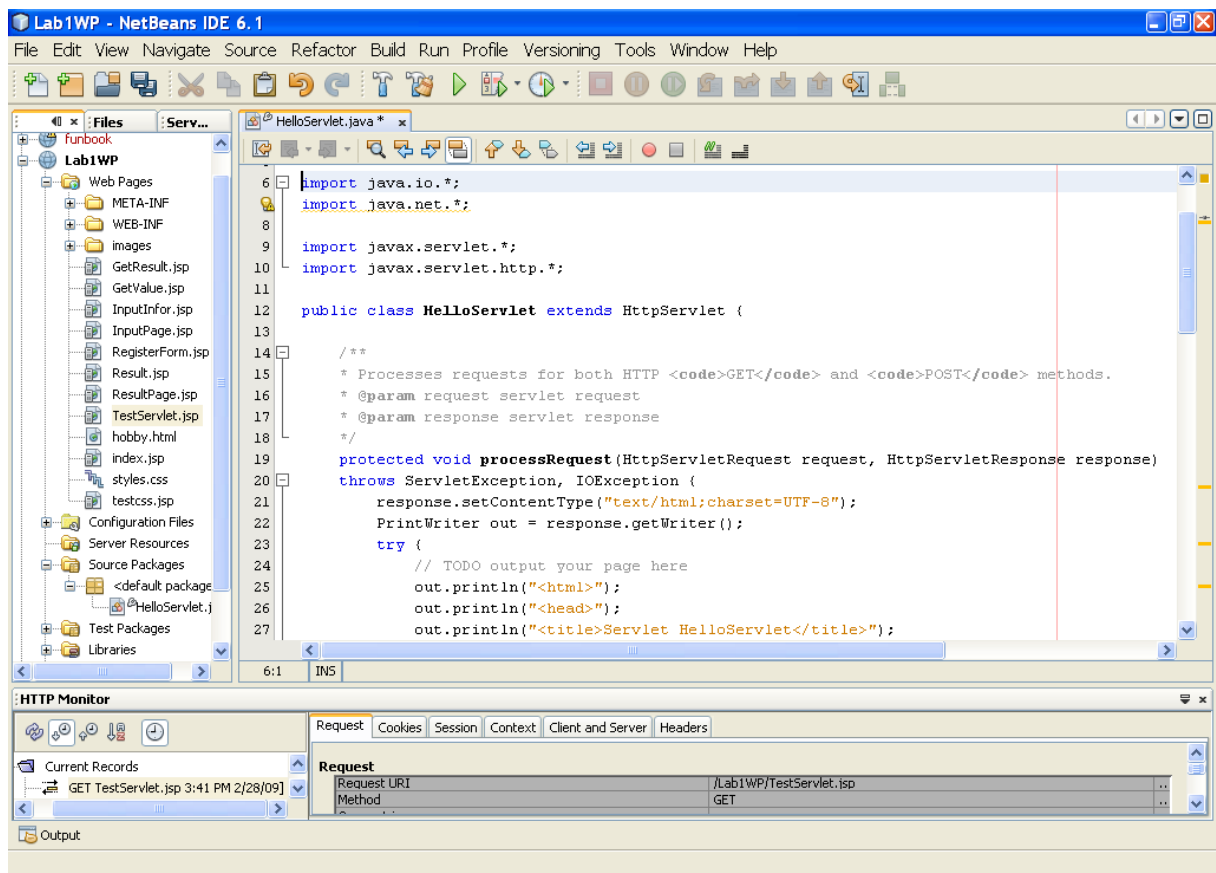 Lab1WP - NetBeans IDE 6.1
File Edit View Navigate Source Refactor Build Run Profile Versioning Tools Window Help
Files
Serv...
funbook
Lab1WP
Web Pages
META-INF
WEB-INF
images
GetResult.jsp
GetValue.jsp
InputInfor.jsp
InputPage.jsp
RegisterForm.jsp
Result.jsp
ResultPage.jsp
TestServlet.jsp
hobby.html
index.jsp
styles.css
testcss.jsp
Configuration Files
Server Resources
Source Packages
<default package
HelloServlet.j
Test Packages
Libraries
HelloServlet.java * x
6 import java.io.*;
import java.net.*;
8
9 import javax.servlet.*;
10 import javax.servlet.http.*;
11
12 public class HelloServlet extends HttpServlet {
13
14 /**
15 * Processes requests for both HTTP <code>GET</code> and <code>POST</code> methods.
16 * @param request servlet request
17 * @param response servlet response
18 */
19 protected void processRequest(HttpServletRequest request, HttpServletResponse response)
20 throws ServletException, IOException {
21 response.setContentType("text/html;charset=UTF-8");
22 PrintWriter out = response.getWriter();
23 try {
24 // TODO output your page here
25 out.println("<html>");
26 out.println("<head>");
27 out.println("<title>Servlet HelloServlet</title>");
6:1 INS
HTTP Monitor
Current Records
GET TestServlet.jsp 3:41 PM 2/28/09]
Request Cookies Session Context Client and Server Headers
Request
Request URI /Lab1WP/TestServlet.jsp ..
Method GET ..
Output